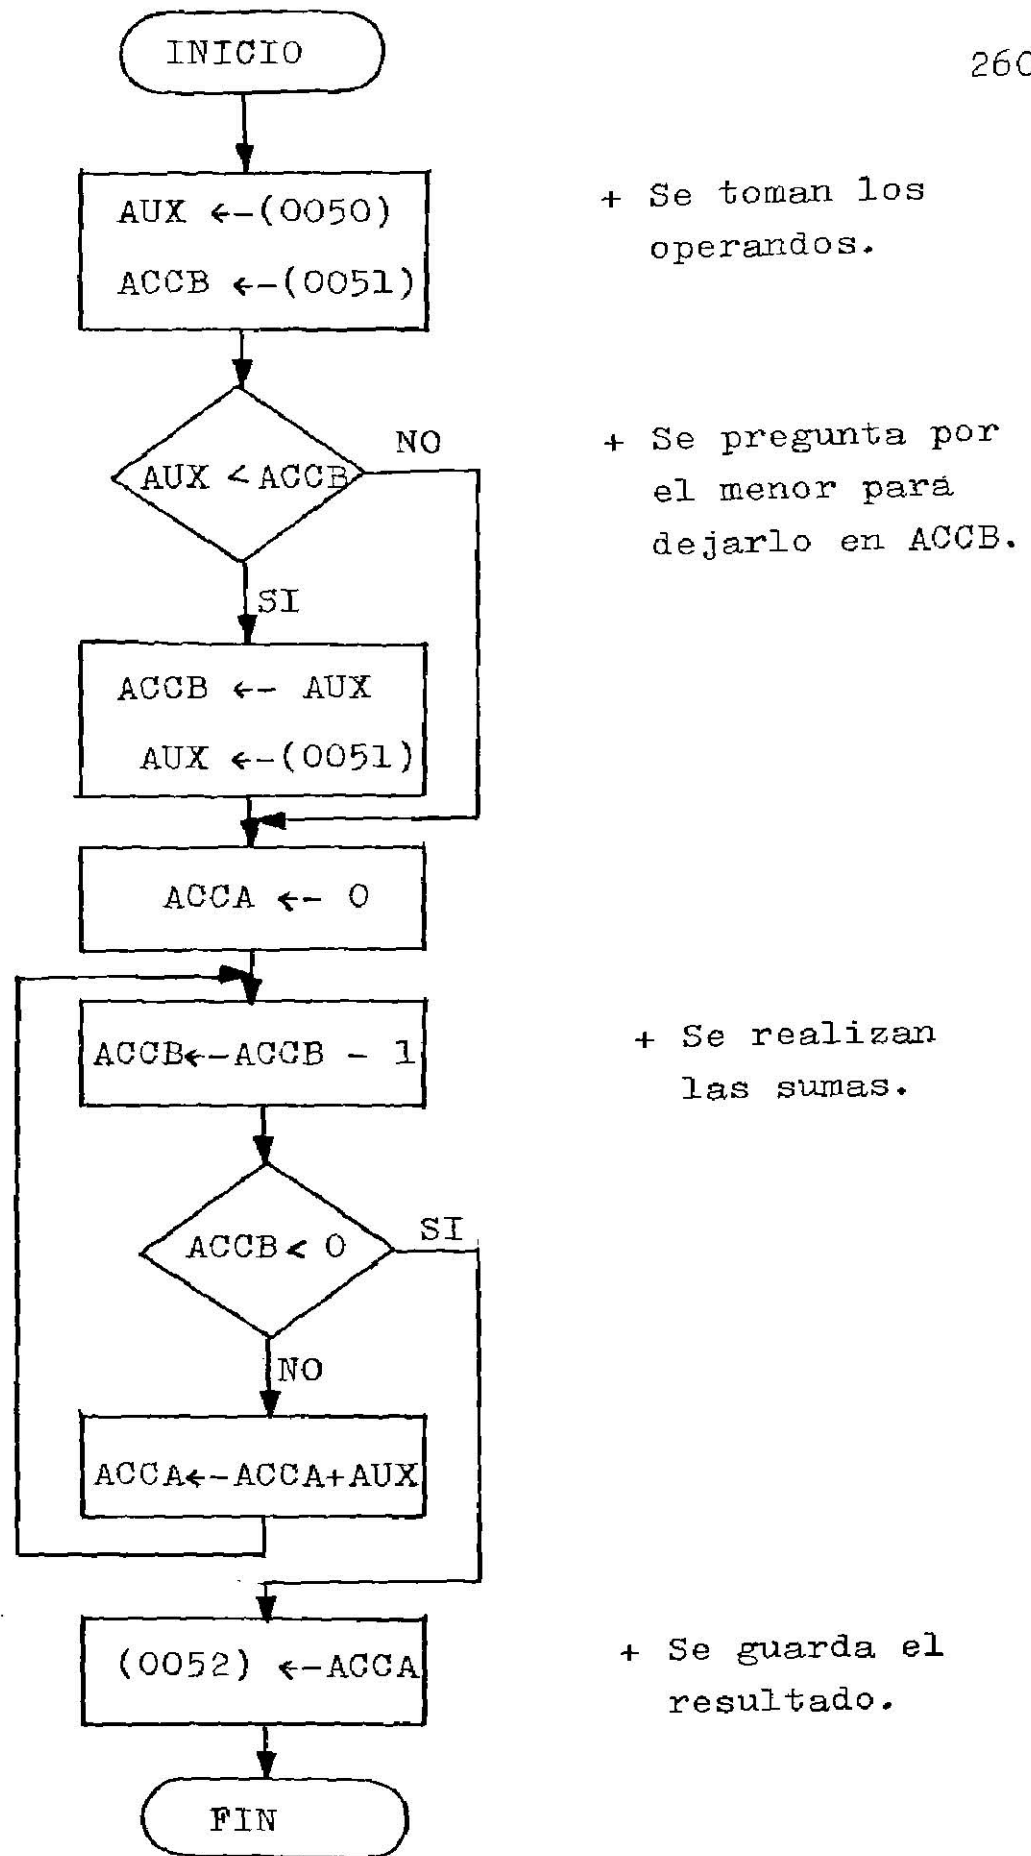 INICIO
260
AUX ←-(0050)
ACCB ←-(0051)
+ Se toman los
operandos.
AUX < ACCB
NO
+ Se pregunta por
el menor para
dejarlo en ACCB.
SI
ACCB ←- AUX
AUX ←-(0051)
ACCA ←- 0
ACCB←-ACCB - 1
+ Se realizan
las sumas.
ACCB < 0
SI
NO
ACCA←-ACCA+AUX
(0052) ←-ACCA
+ Se guarda el
resultado.
FIN